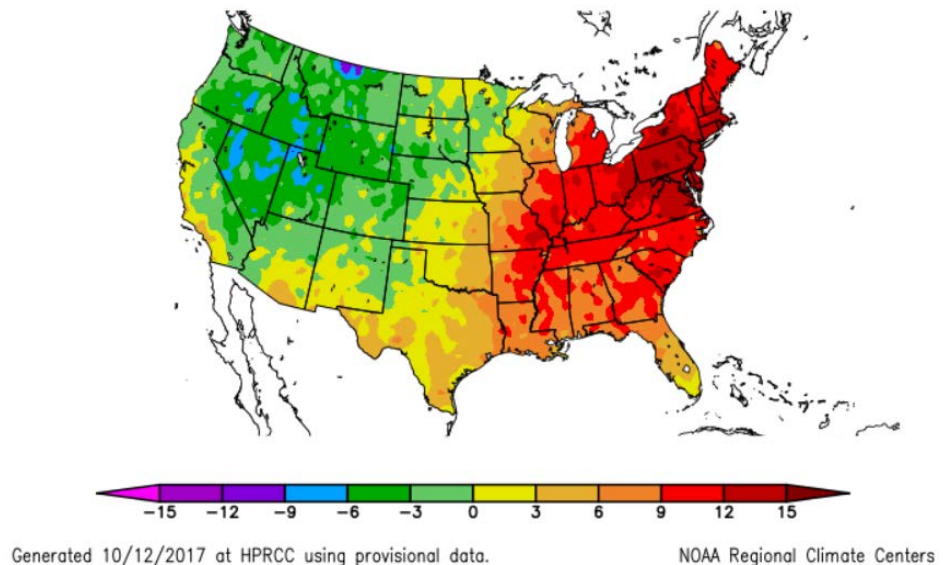 -15 -12 -9 -6 -3 0 3 6 9 12 15
Generated 10/12/2017 at HPRCC using provisional data. NOAA Regional Climate Centers